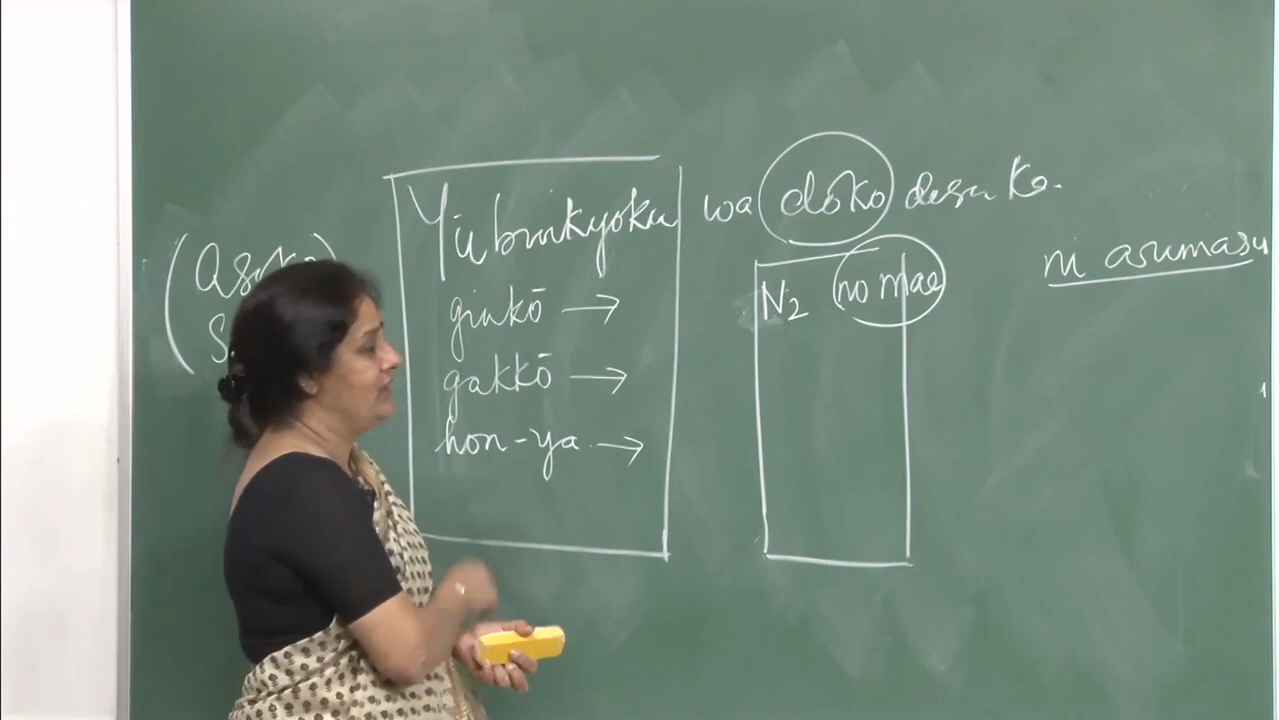 Yūbinkyoku wa doko desu ka.
ni arimasu
N2 no mae
ginkō →
gakkō →
hon-ya →